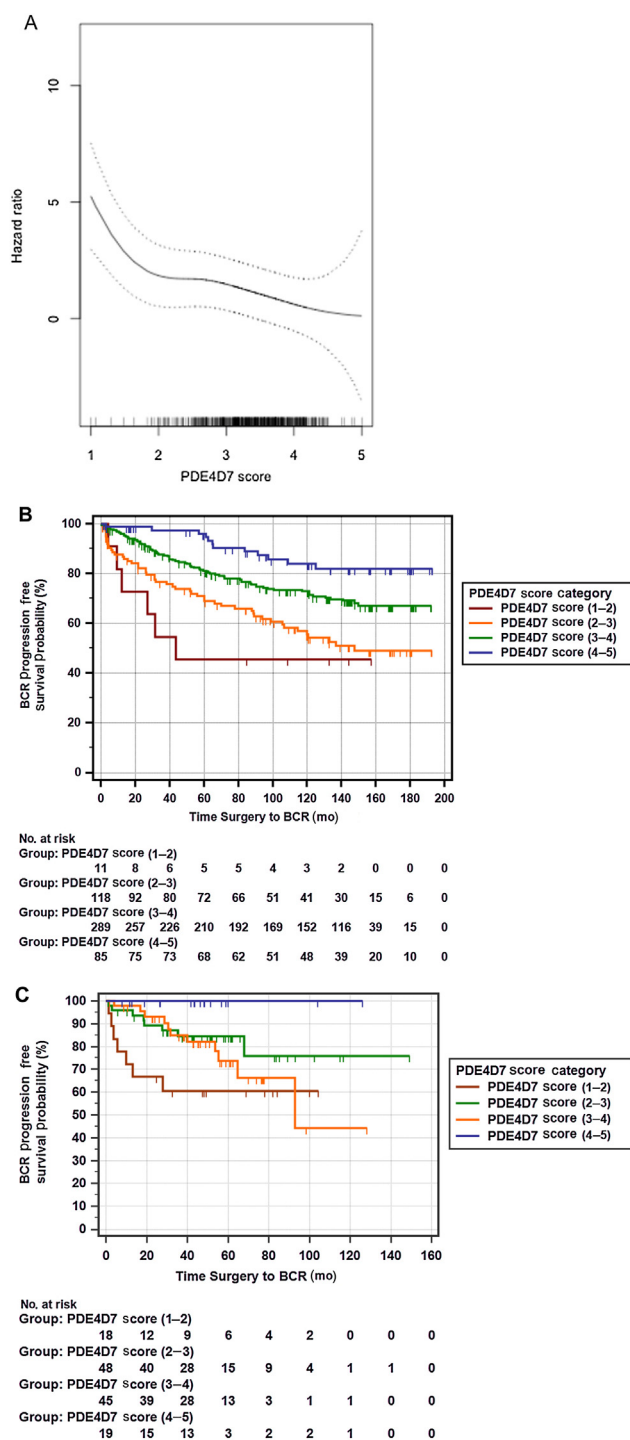 A
10
5
0
Hazard ratio
1 2 3 4 5
PDE4D7 score
B
100
80
60
40
20
0
BCR progression free
survival probability (%)
0 20 40 60 80 100 120 140 160 180 200
Time Surgery to BCR (mo)
PDE4D7 score category
PDE4D7 score (1–2)
PDE4D7 score (2–3)
PDE4D7 score (3–4)
PDE4D7 score (4–5)
No. at risk
Group: PDE4D7 score (1–2)
11 8 6 5 5 4 3 2 0 0 0
Group: PDE4D7 score (2–3)
118 92 80 72 66 51 41 30 15 6 0
Group: PDE4D7 score (3–4)
289 257 226 210 192 169 152 116 39 15 0
Group: PDE4D7 score (4–5)
85 75 73 68 62 51 48 39 20 10 0
C
100
90
80
70
60
50
40
30
20
10
0
BCR progression free
survival probability (%)
0 20 40 60 80 100 120 140 160
Time Surgery to BCR (mo)
PDE4D7 score category
PDE4D7 score (1–2)
PDE4D7 score (2–3)
PDE4D7 score (3–4)
PDE4D7 score (4–5)
No. at risk
Group: PDE4D7 score (1–2)
18 12 9 6 4 2 0 0 0
Group: PDE4D7 score (2–3)
48 40 28 15 9 4 1 1 0
Group: PDE4D7 score (3–4)
45 39 28 13 3 1 1 0 0
Group: PDE4D7 score (4–5)
19 15 13 3 2 2 1 0 0